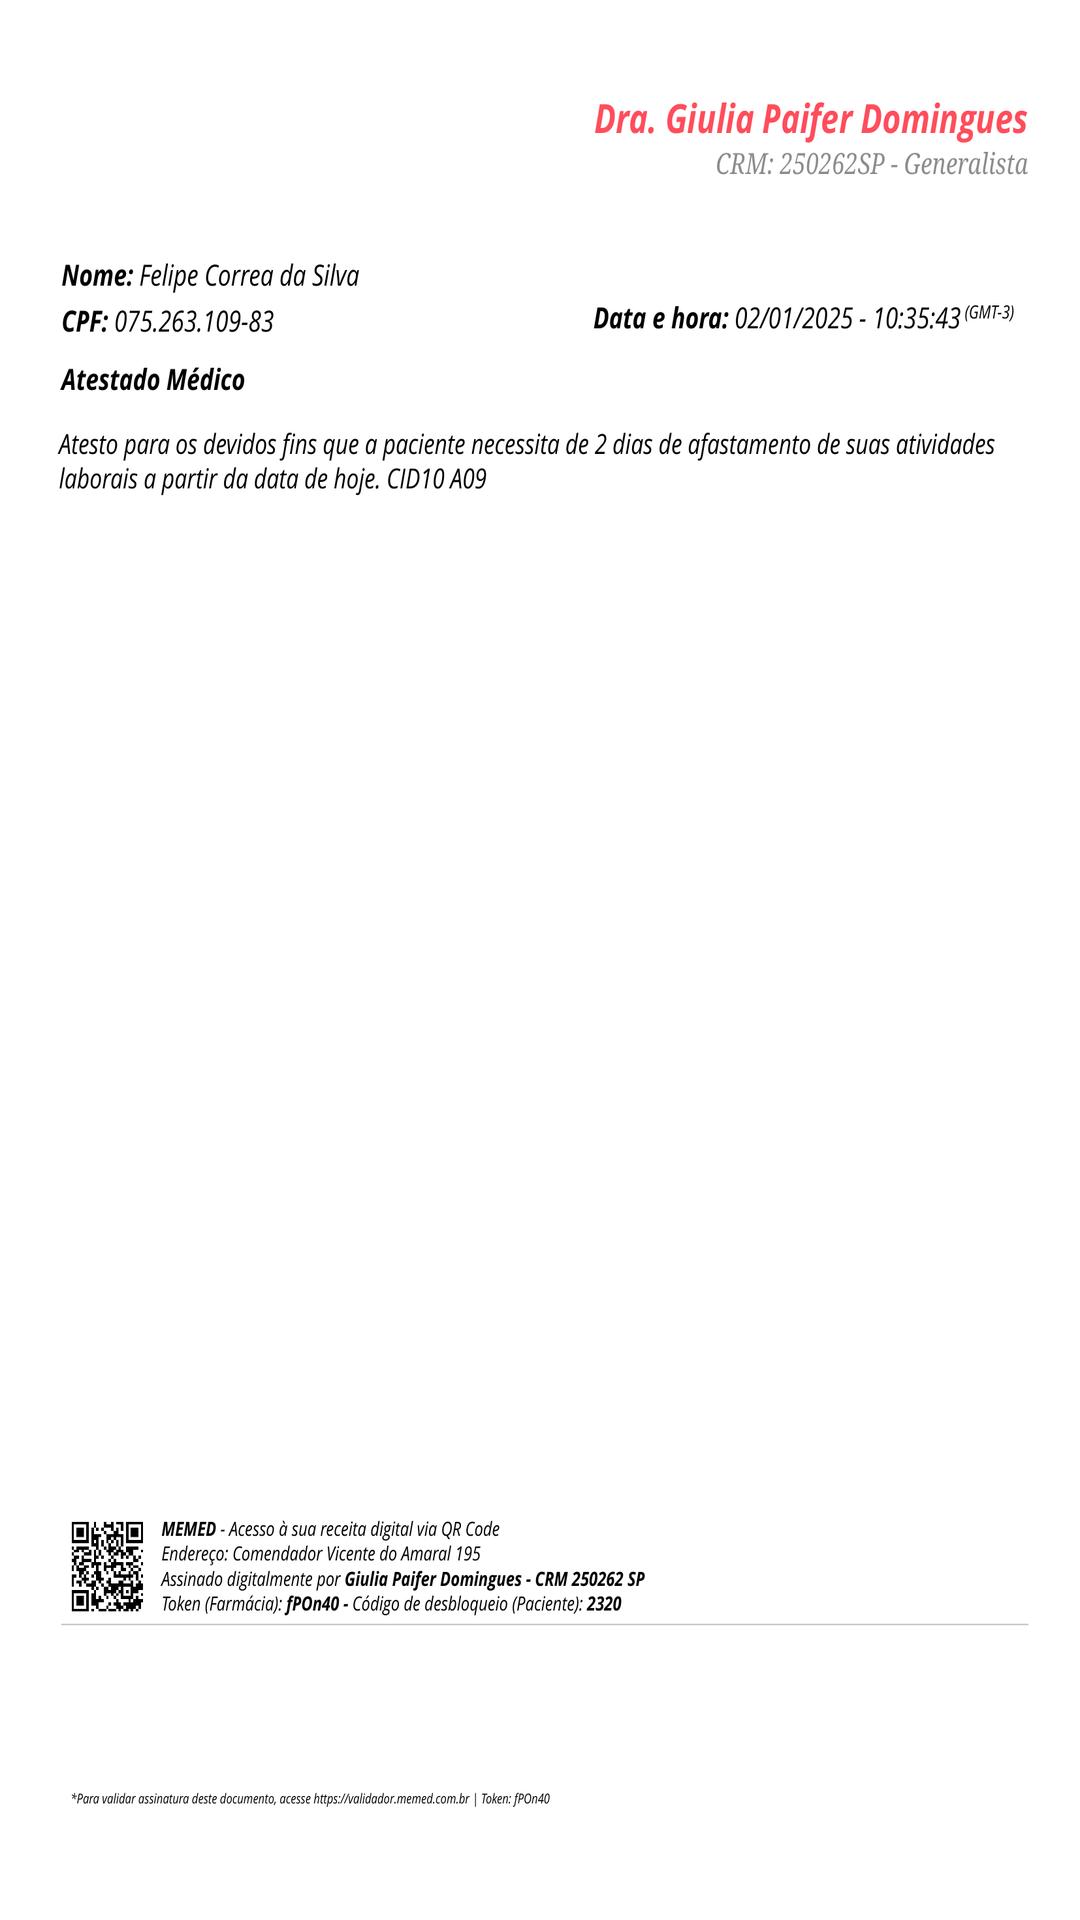 Dra. Giulia Paifer Domingues
CRM: 250262SP - Generalista
Nome: Felipe Correa da Silva
CPF: 075.263.109-83
Data e hora: 02/01/2025 - 10:35:43 (GMT-3)
Atestado Médico
Atesto para os devidos fins que a paciente necessita de 2 dias de afastamento de suas atividades
laborais a partir da data de hoje. CID10 A09
MEMED - Acesso à sua receita digital via QR Code
Endereço: Comendador Vicente do Amaral 195
Assinado digitalmente por Giulia Paifer Domingues - CRM 250262 SP
Token (Farmácia): fPOn40 - Código de desbloqueio (Paciente): 2320
*Para validar assinatura deste documento, acesse https://validador.memed.com.br | Token: fPOn40